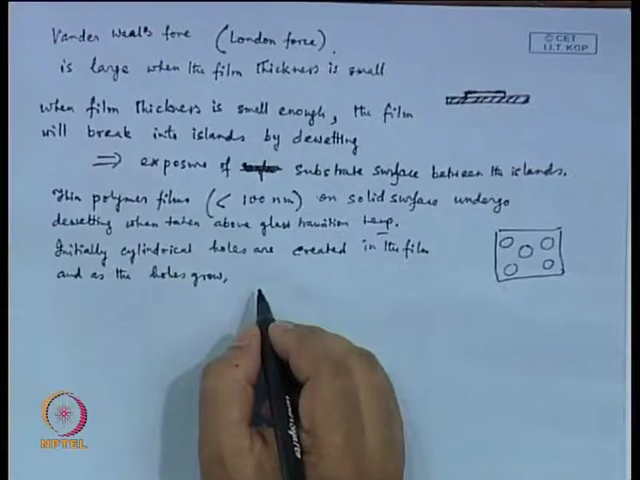 Vander Weal's force (London force).
© CET
I.I.T. KGP
is large when the film thickness is small
when film thickness is small enough, the film
will break into islands by dewetting
⇒ exposure of substrate surface between the islands.
Thin polymer films (< 100 nm) on solid surface undergo
dewetting when taken above glass transition temp.
Initially cylindrical holes are created in the film
and as the holes grow,
NPTEL